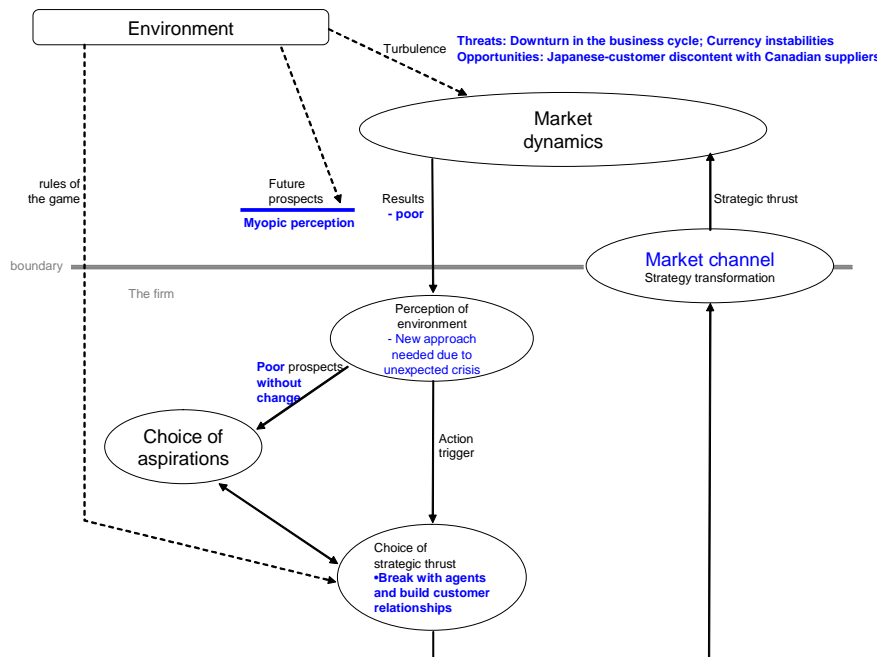 Environment
Turbulence
Threats: Downturn in the business cycle; Currency instabilities
Opportunities: Japanese-customer discontent with Canadian suppliers
Market
dynamics
rules of
the game
Future
prospects
Myopic perception
Results
- poor
Strategic thrust
boundary
Market channel
Strategy transformation
The firm
Perception of
environment
- New approach
needed due to
unexpected crisis
Poor prospects
without
change
Choice of
aspirations
Action
trigger
Choice of
strategic thrust
•Break with agents
and build customer
relationships